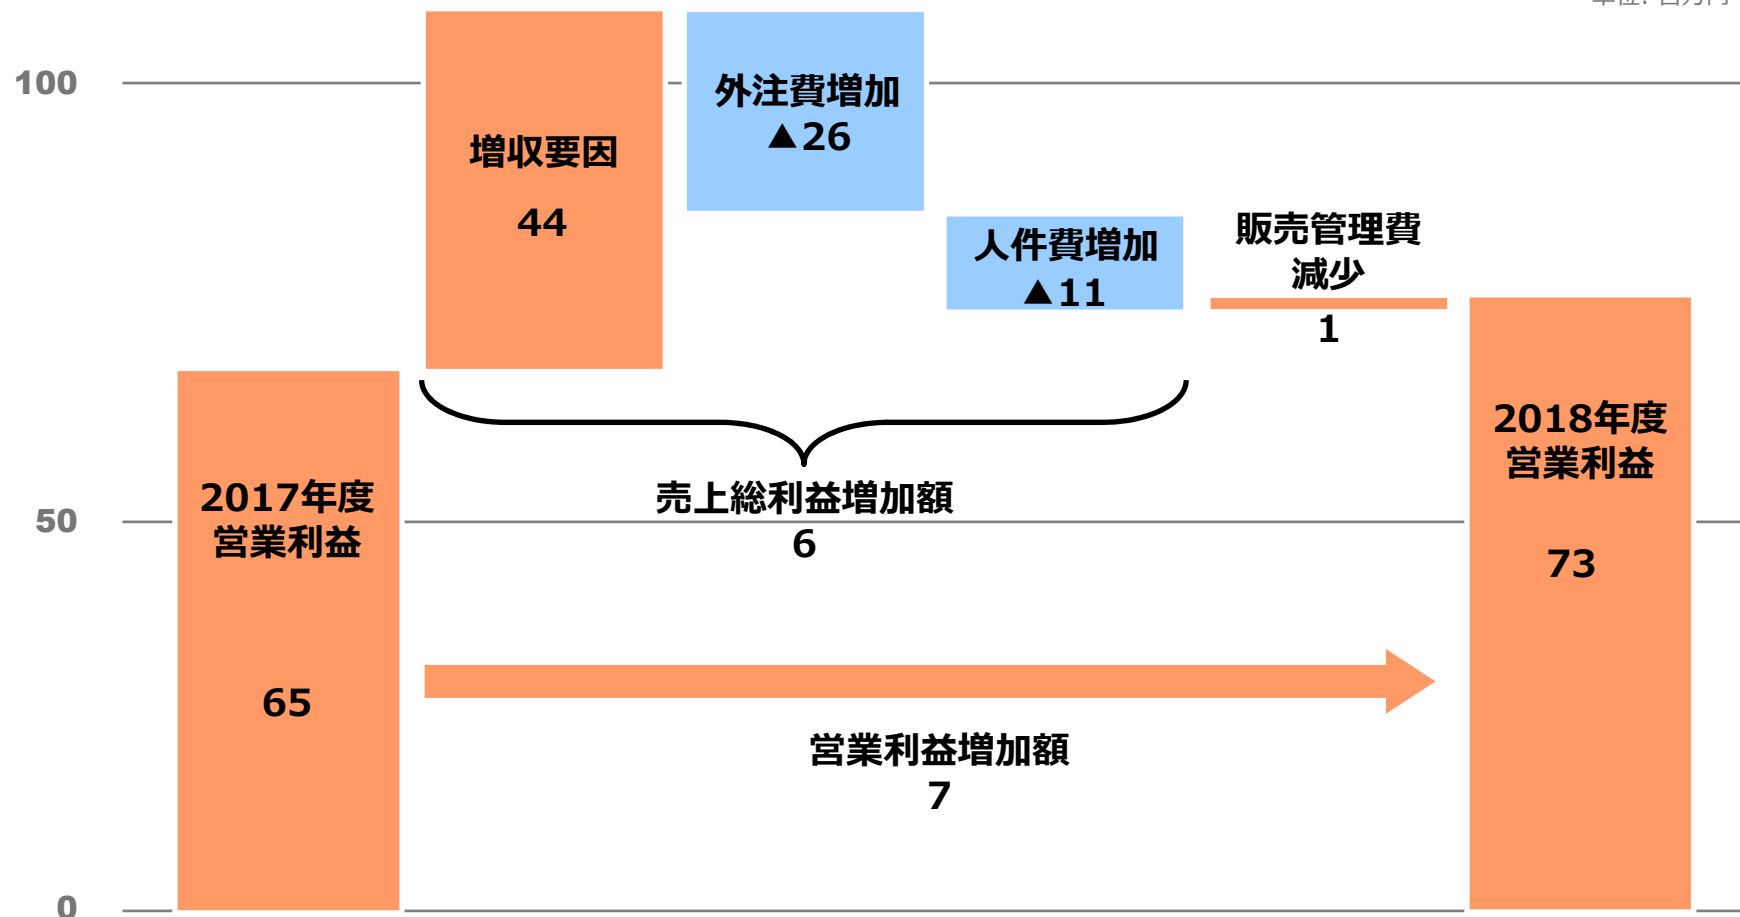 100
50
0
2017年度
営業利益
65
増収要因
44
外注費増加
▲26
人件費増加
▲11
販売管理費
減少
1
売上総利益増加額
6
営業利益増加額
7
2018年度
営業利益
73